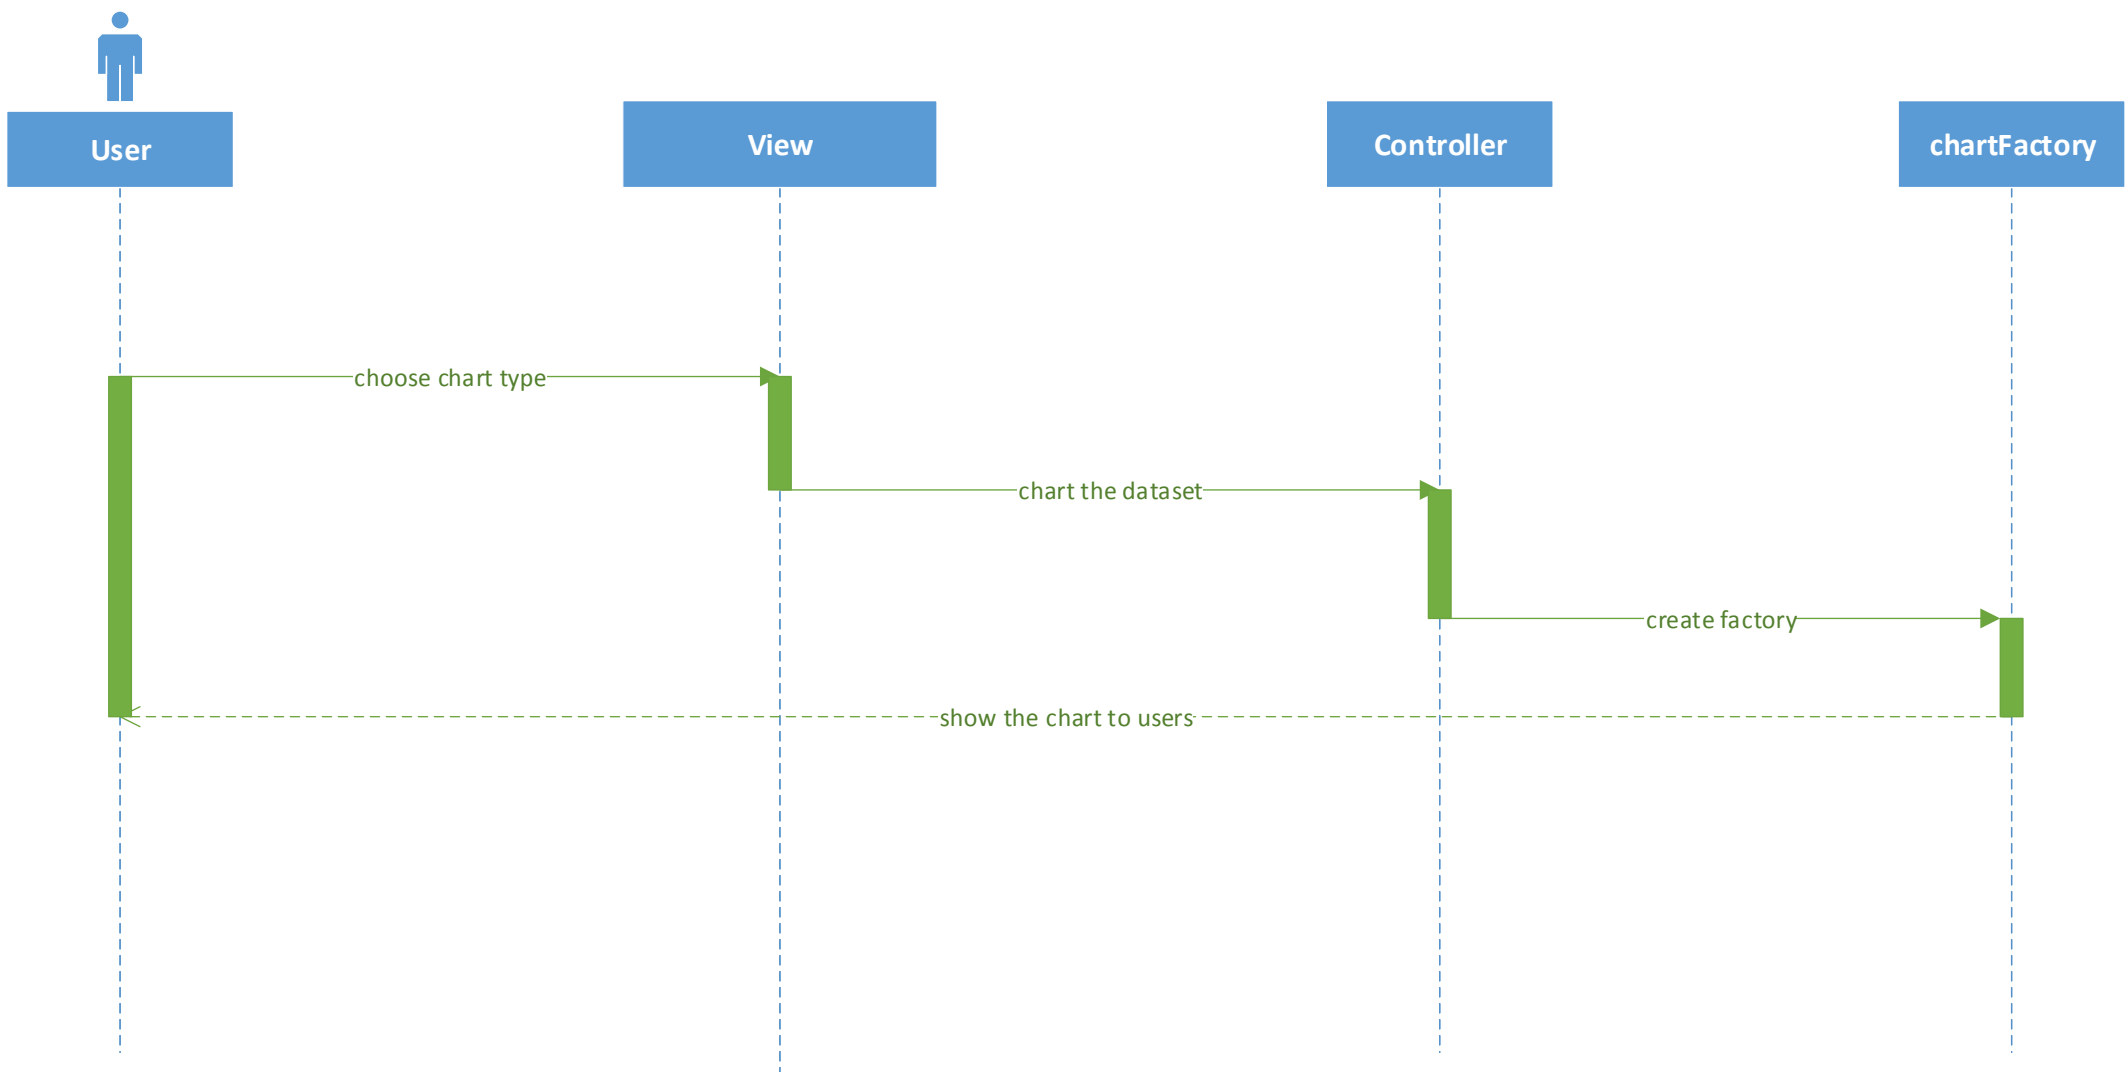 User
View
Controller
chartFactory
choose chart type
chart the dataset
create factory
show the chart to users